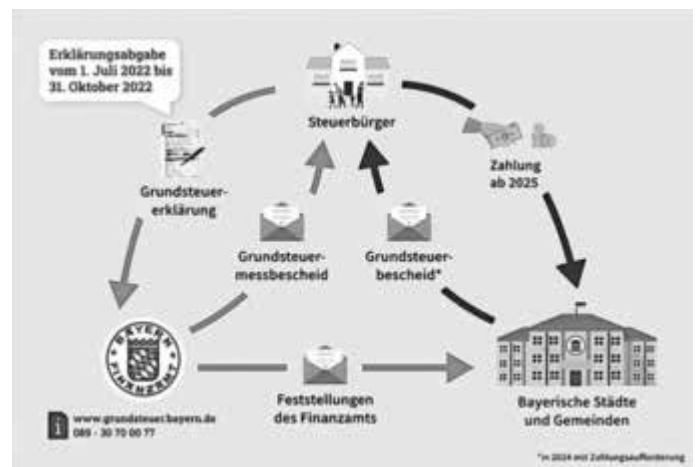 Erklärungsabgabe
vom 1. Juli 2022 bis
31. Oktober 2022
Steuerbürger
Grundsteuer-
erklärung
Zahlung
ab 2025
Grundsteuer-
messbescheid
Grundsteuer-
bescheid*
BAYERN
FINANZAMT
Feststellungen
des Finanzamts
Bayerische Städte
und Gemeinden
www.grundsteuer.bayern.de
089 - 30 70 00 77
*in 2024 mit Zahlungsaufforderung